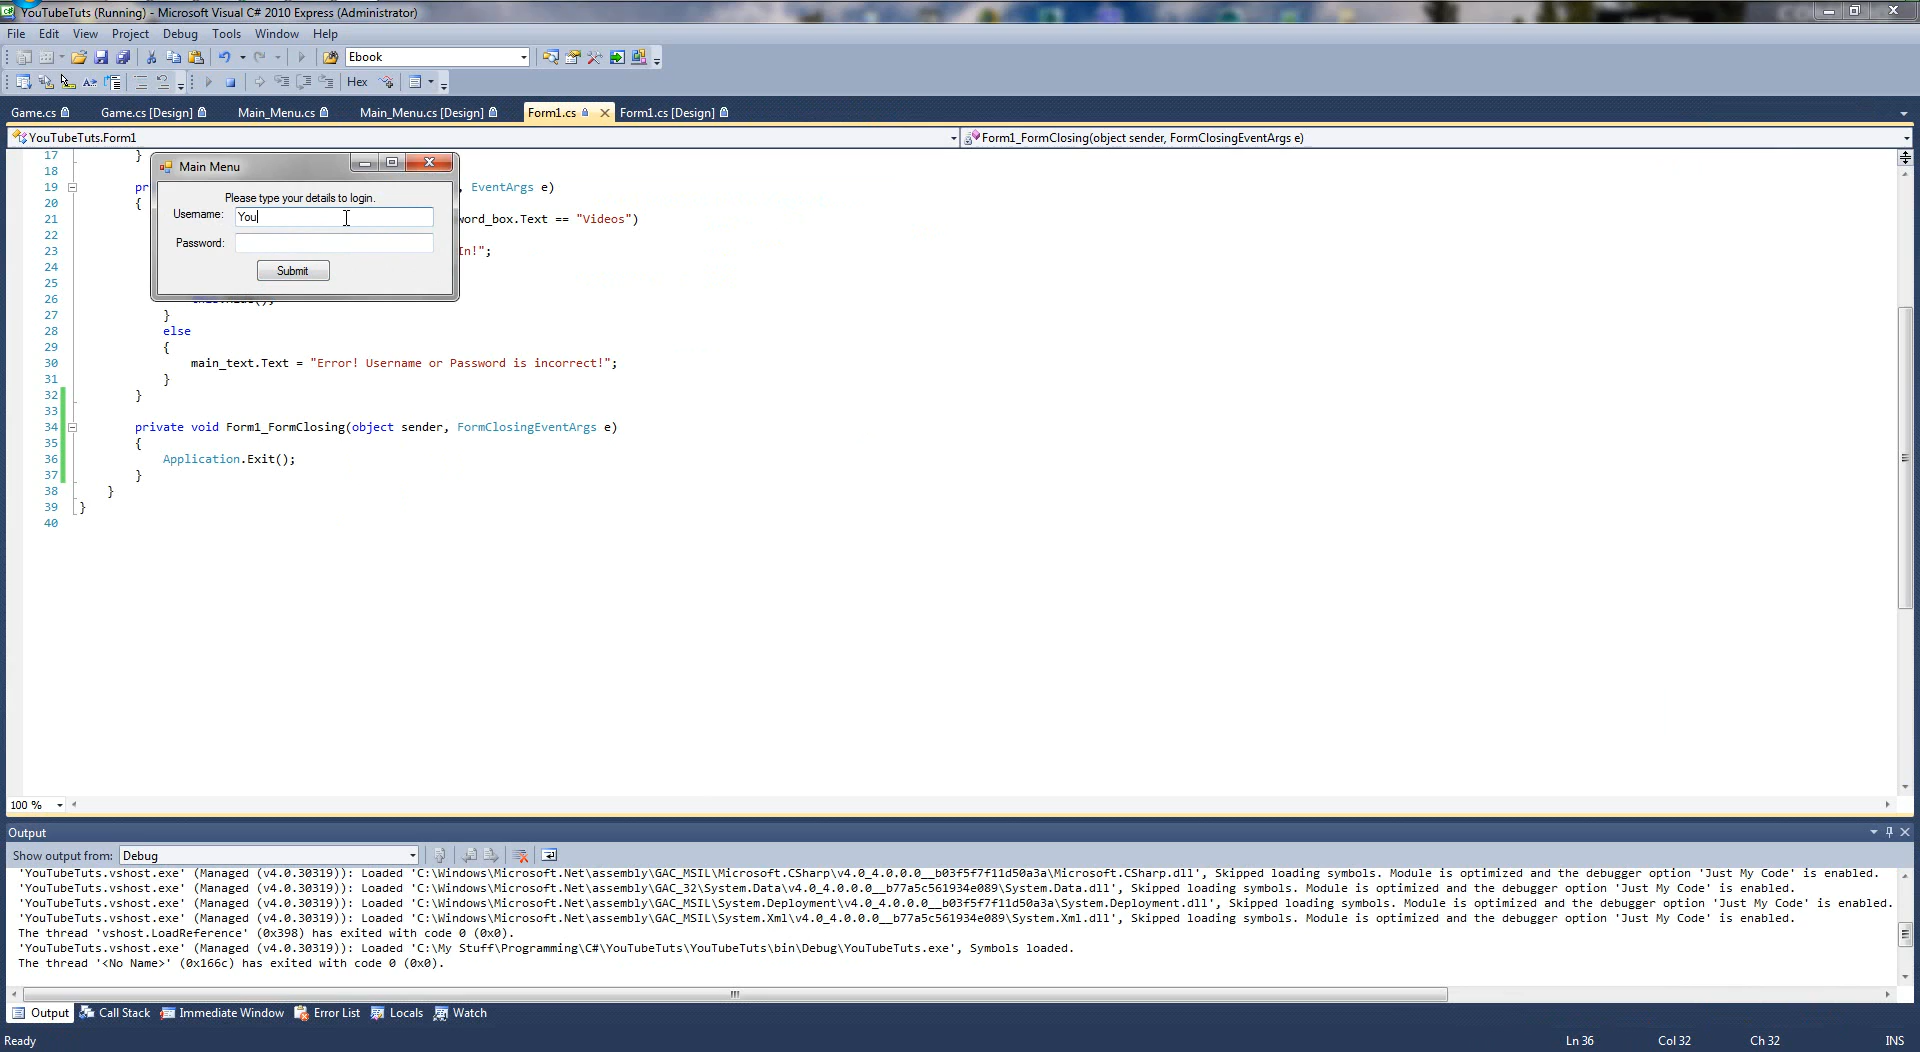 YouTubeTuts (Running) - Microsoft Visual C# 2010 Express (Administrator)
File Edit View Project Debug Tools Window Help
Ebook
Hex
Game.cs Game.cs [Design] Main_Menu.cs Main_Menu.cs [Design] Form1.cs Form1.cs [Design]
YouTubeTuts.Form1 Form1_FormClosing(object sender, FormClosingEventArgs e)
17 }
18
Main Menu
19 pr , EventArgs e)
Please type your details to login.
20 {
Username: You
21 word_box.Text == "Videos")
22
Password:
23 In!";
24
Submit
25
26
27 }
28 else
29 {
30 main_text.Text = "Error! Username or Password is incorrect!";
31 }
32 }
33
34 private void Form1_FormClosing(object sender, FormClosingEventArgs e)
35 {
36 Application.Exit();
37 }
38 }
39 }
40
100 %
Output
Show output from: Debug
'YouTubeTuts.vshost.exe' (Managed (v4.0.30319)): Loaded 'C:\Windows\Microsoft.Net\assembly\GAC_MSIL\Microsoft.CSharp\v4.0_4.0.0.0__b03f5f7f11d50a3a\Microsoft.CSharp.dll', Skipped loading symbols. Module is optimized and the debugger option 'Just My Code' is enabled.
'YouTubeTuts.vshost.exe' (Managed (v4.0.30319)): Loaded 'C:\Windows\Microsoft.Net\assembly\GAC_32\System.Data\v4.0_4.0.0.0__b77a5c561934e089\System.Data.dll', Skipped loading symbols. Module is optimized and the debugger option 'Just My Code' is enabled.
'YouTubeTuts.vshost.exe' (Managed (v4.0.30319)): Loaded 'C:\Windows\Microsoft.Net\assembly\GAC_MSIL\System.Deployment\v4.0_4.0.0.0__b03f5f7f11d50a3a\System.Deployment.dll', Skipped loading symbols. Module is optimized and the debugger option 'Just My Code' is enabled.
'YouTubeTuts.vshost.exe' (Managed (v4.0.30319)): Loaded 'C:\Windows\Microsoft.Net\assembly\GAC_MSIL\System.Xml\v4.0_4.0.0.0__b77a5c561934e089\System.Xml.dll', Skipped loading symbols. Module is optimized and the debugger option 'Just My Code' is enabled.
The thread 'vshost.LoadReference' (0x398) has exited with code 0 (0x0).
'YouTubeTuts.vshost.exe' (Managed (v4.0.30319)): Loaded 'C:\My Stuff\Programming\C#\YouTubeTuts\YouTubeTuts\bin\Debug\YouTubeTuts.exe', Symbols loaded.
The thread '<No Name>' (0x166c) has exited with code 0 (0x0).
Output Call Stack Immediate Window Error List Locals Watch
Ready Ln 36 Col 32 Ch 32 INS